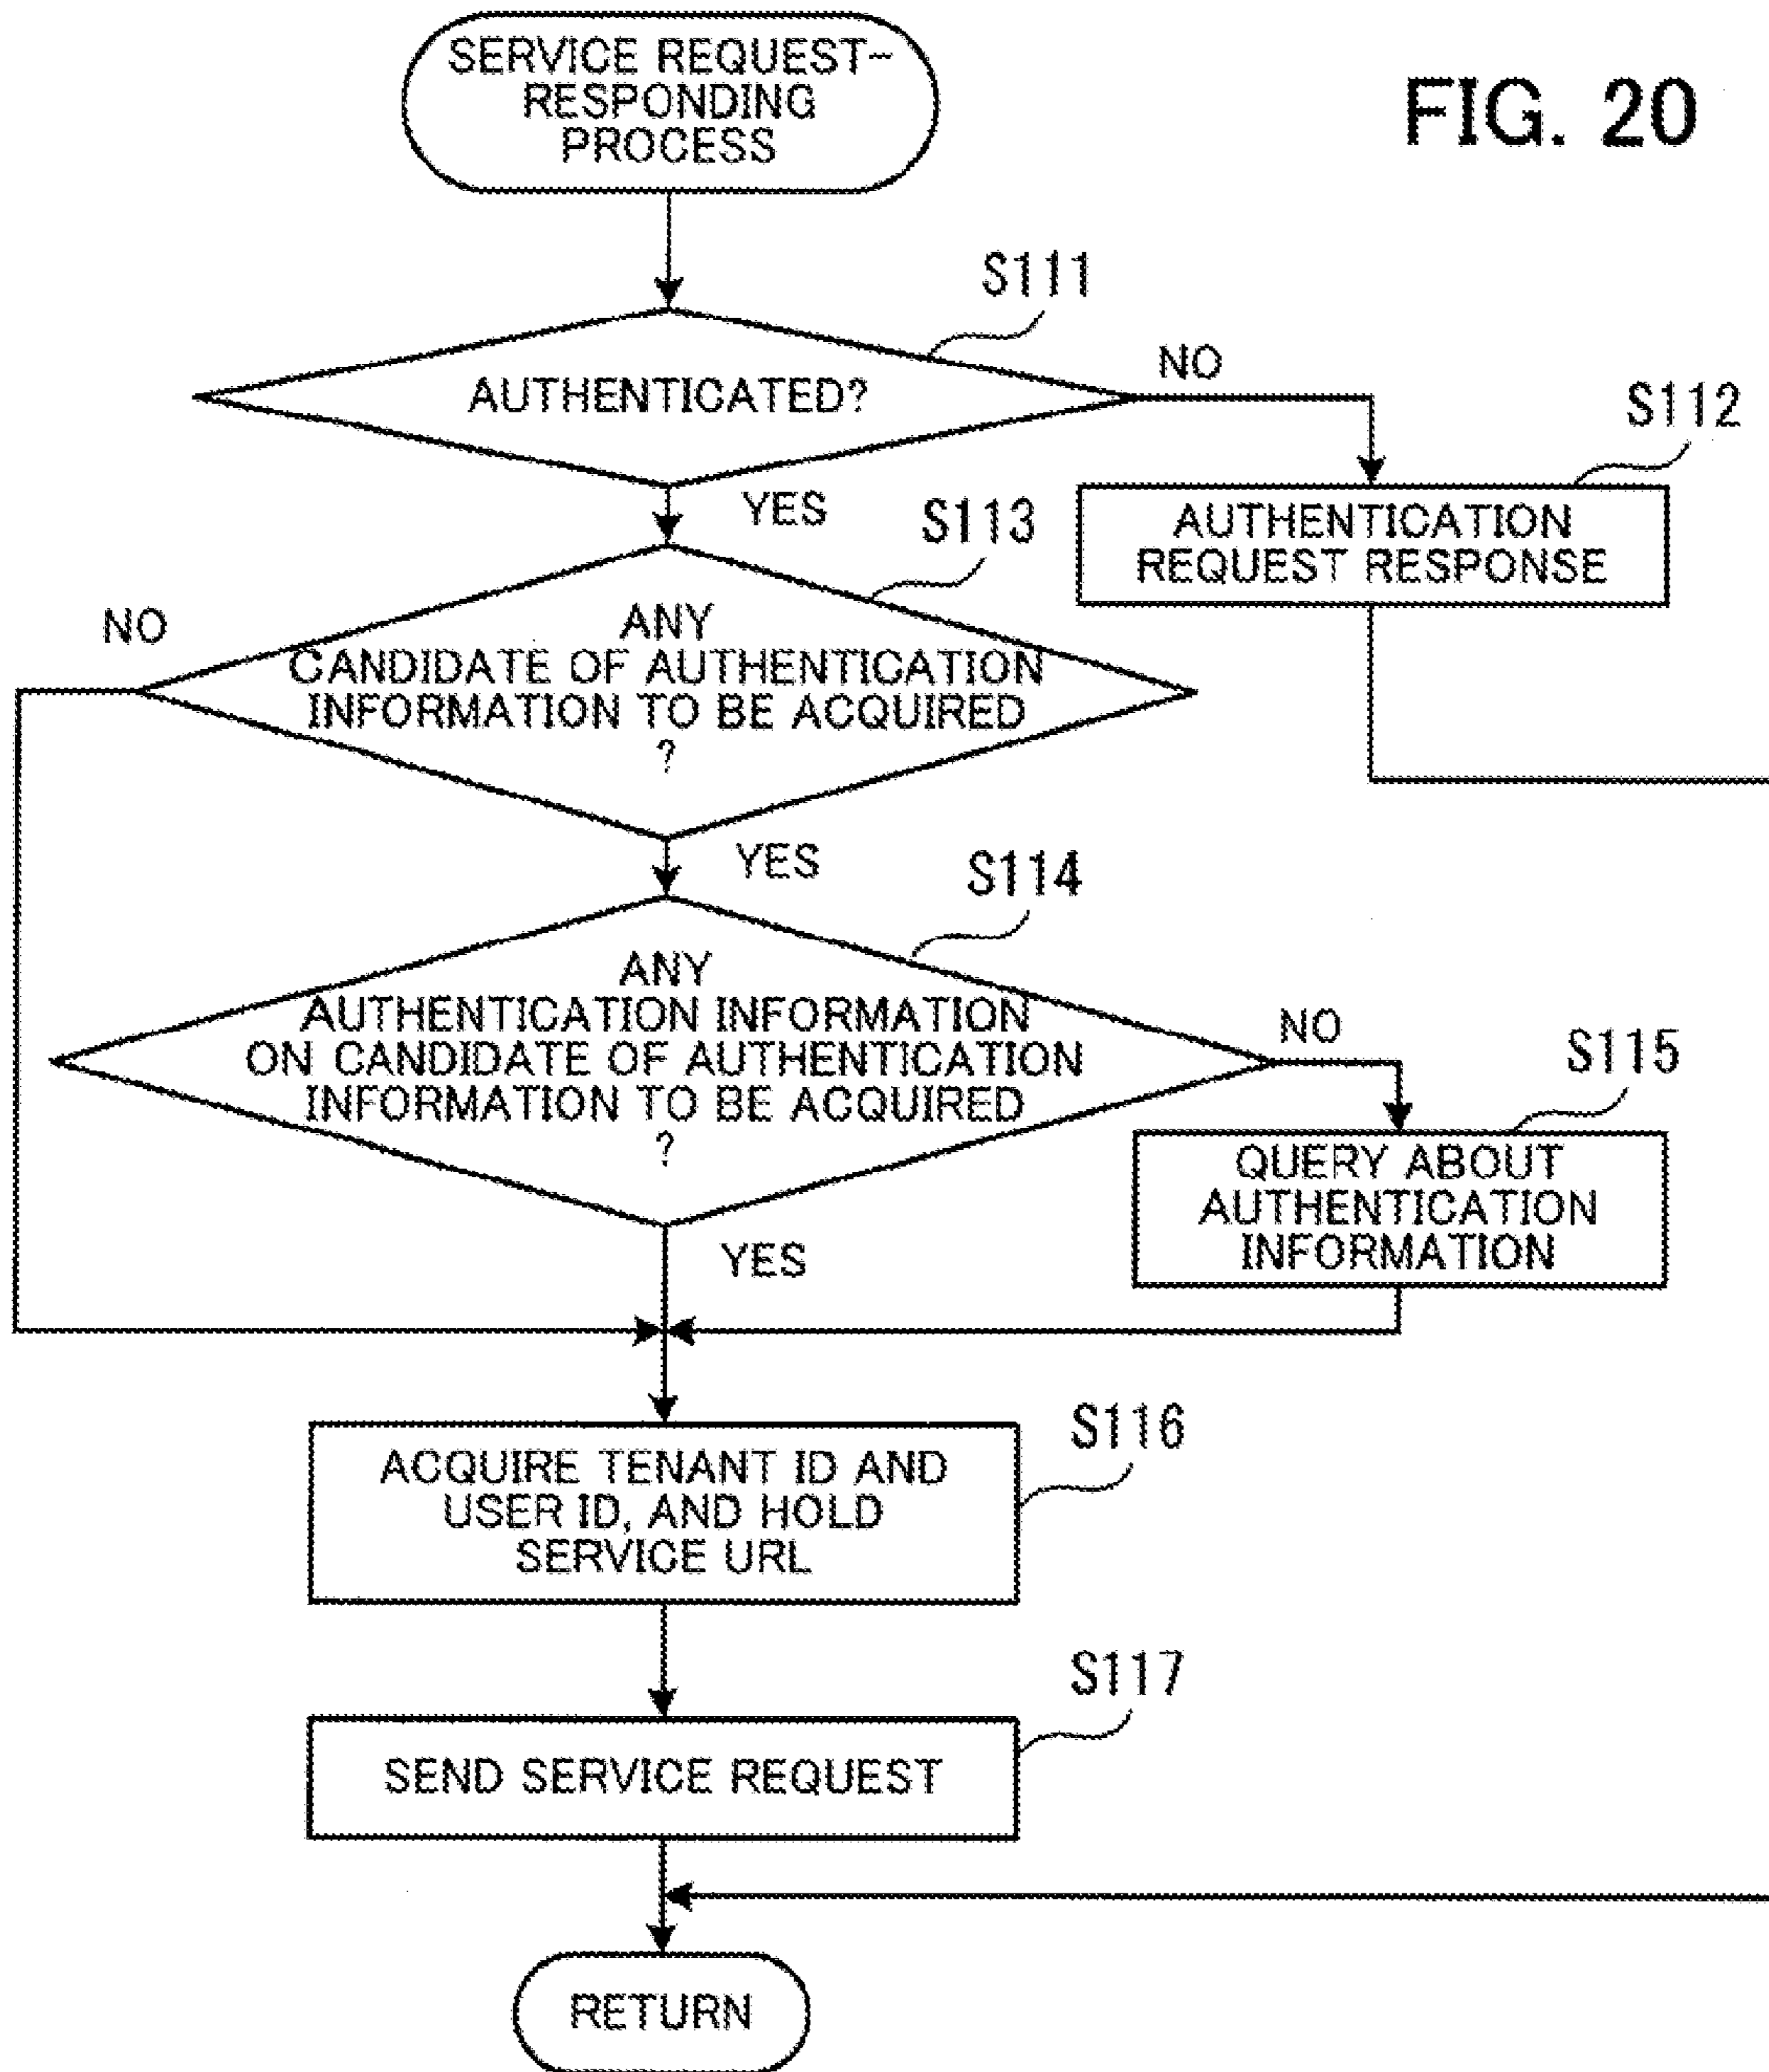 FIG. 20
SERVICE REQUEST-
RESPONDING
PROCESS
S111
AUTHENTICATED?
NO
S112
AUTHENTICATION
REQUEST RESPONSE
YES
S113
NO
ANY
CANDIDATE OF AUTHENTICATION
INFORMATION TO BE ACQUIRED
?
YES
S114
ANY
AUTHENTICATION INFORMATION
ON CANDIDATE OF AUTHENTICATION
INFORMATION TO BE ACQUIRED
?
NO
S115
QUERY ABOUT
AUTHENTICATION
INFORMATION
YES
S116
ACQUIRE TENANT ID AND
USER ID, AND HOLD
SERVICE URL
S117
SEND SERVICE REQUEST
RETURN